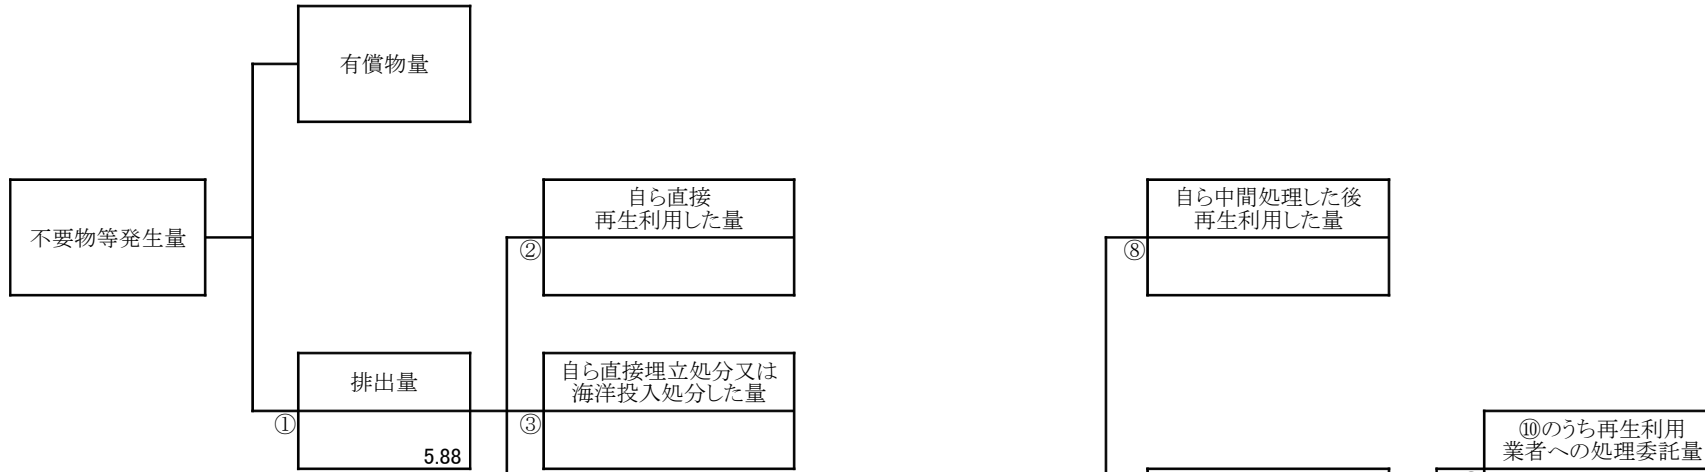 有償物量
不要物等発生量
自ら直接
再生利用した量
②
自ら中間処理した後
再生利用した量
⑧
排出量
①
5.88
自ら直接埋立処分又は
海洋投入処分した量
③
⑩のうち再生利用
業者への処理委託量